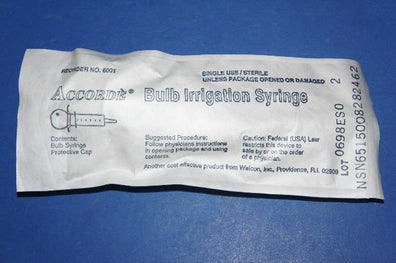 REORDER NO. 6001
SINGLE USE / STERILE
UNLESS PACKAGE OPENED OR DAMAGED
ACCORDE® Bulb Irrigation Syringe
Contents:
Bulb Syringe
Protective Cap
Suggested Procedure:
Follow physicians instructions
in opening package and using
contents.
Caution: Federal (USA) Law
restricts this device to
sale by or on the order
of a physician.
Another cost effective product from Welcon, Inc., Providence, R.I. 02909
LOT 0698ES0 2
NSN6515008282462